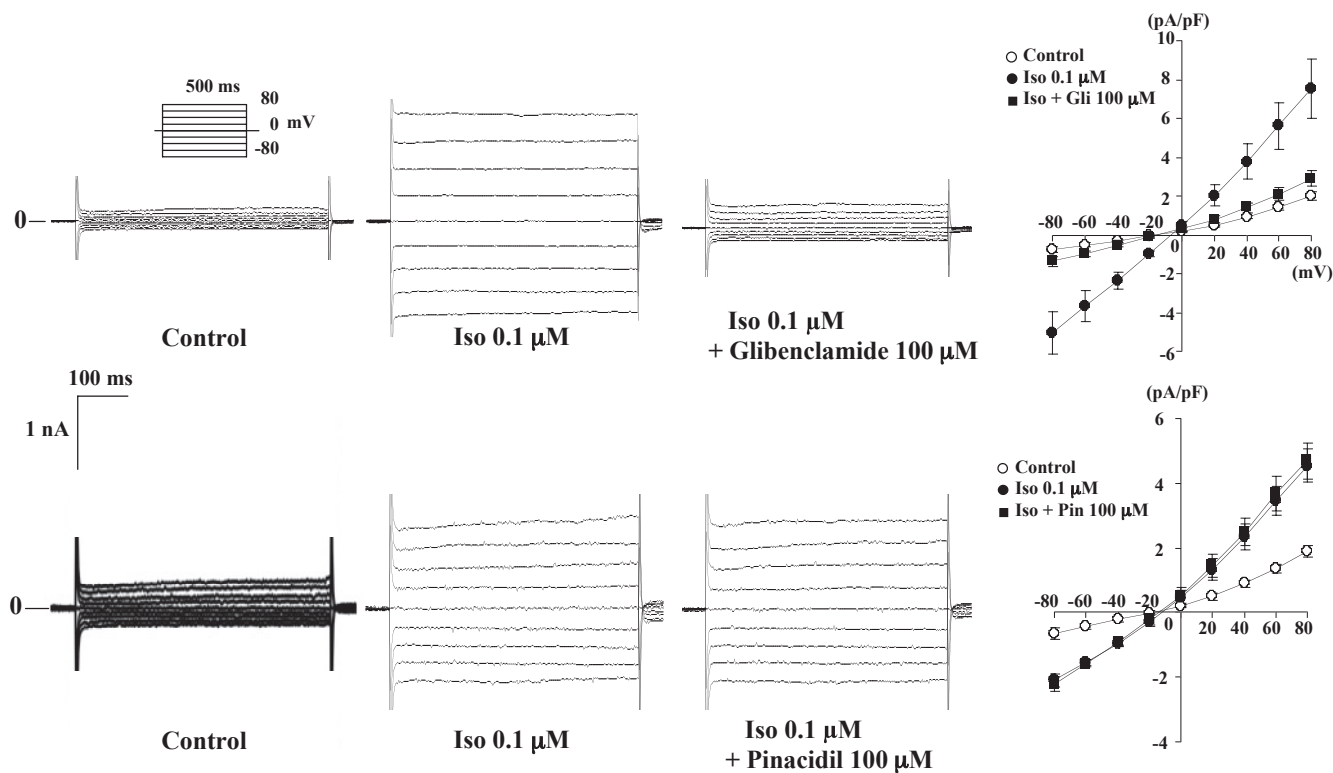 500 ms
80
0 mV
-80
0
Control
Iso 0.1 µM
Iso 0.1 µM
+ Glibenclamide 100 µM
(pA/pF)
10
Control
Iso 0.1 µM
Iso + Gli 100 µM
8
6
4
2
-80 -60 -40 -20
0
20 40 60 80
(mV)
-2
-4
-6
100 ms
1 nA
0
Control
Iso 0.1 µM
Iso 0.1 µM
+ Pinacidil 100 µM
(pA/pF)
6
Control
Iso 0.1 µM
Iso + Pin 100 µM
4
2
-80 -60 -40 -20
0
20 40 60 80
-2
-4